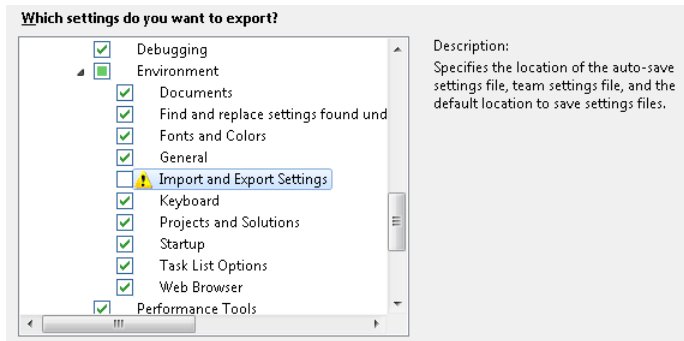 Which settings do you want to export?
Debugging
Environment
Documents
Find and replace settings found und
Fonts and Colors
General
Import and Export Settings
Keyboard
Projects and Solutions
Startup
Task List Options
Web Browser
Performance Tools
Description:
Specifies the location of the auto-save
settings file, team settings file, and the
default location to save settings files.